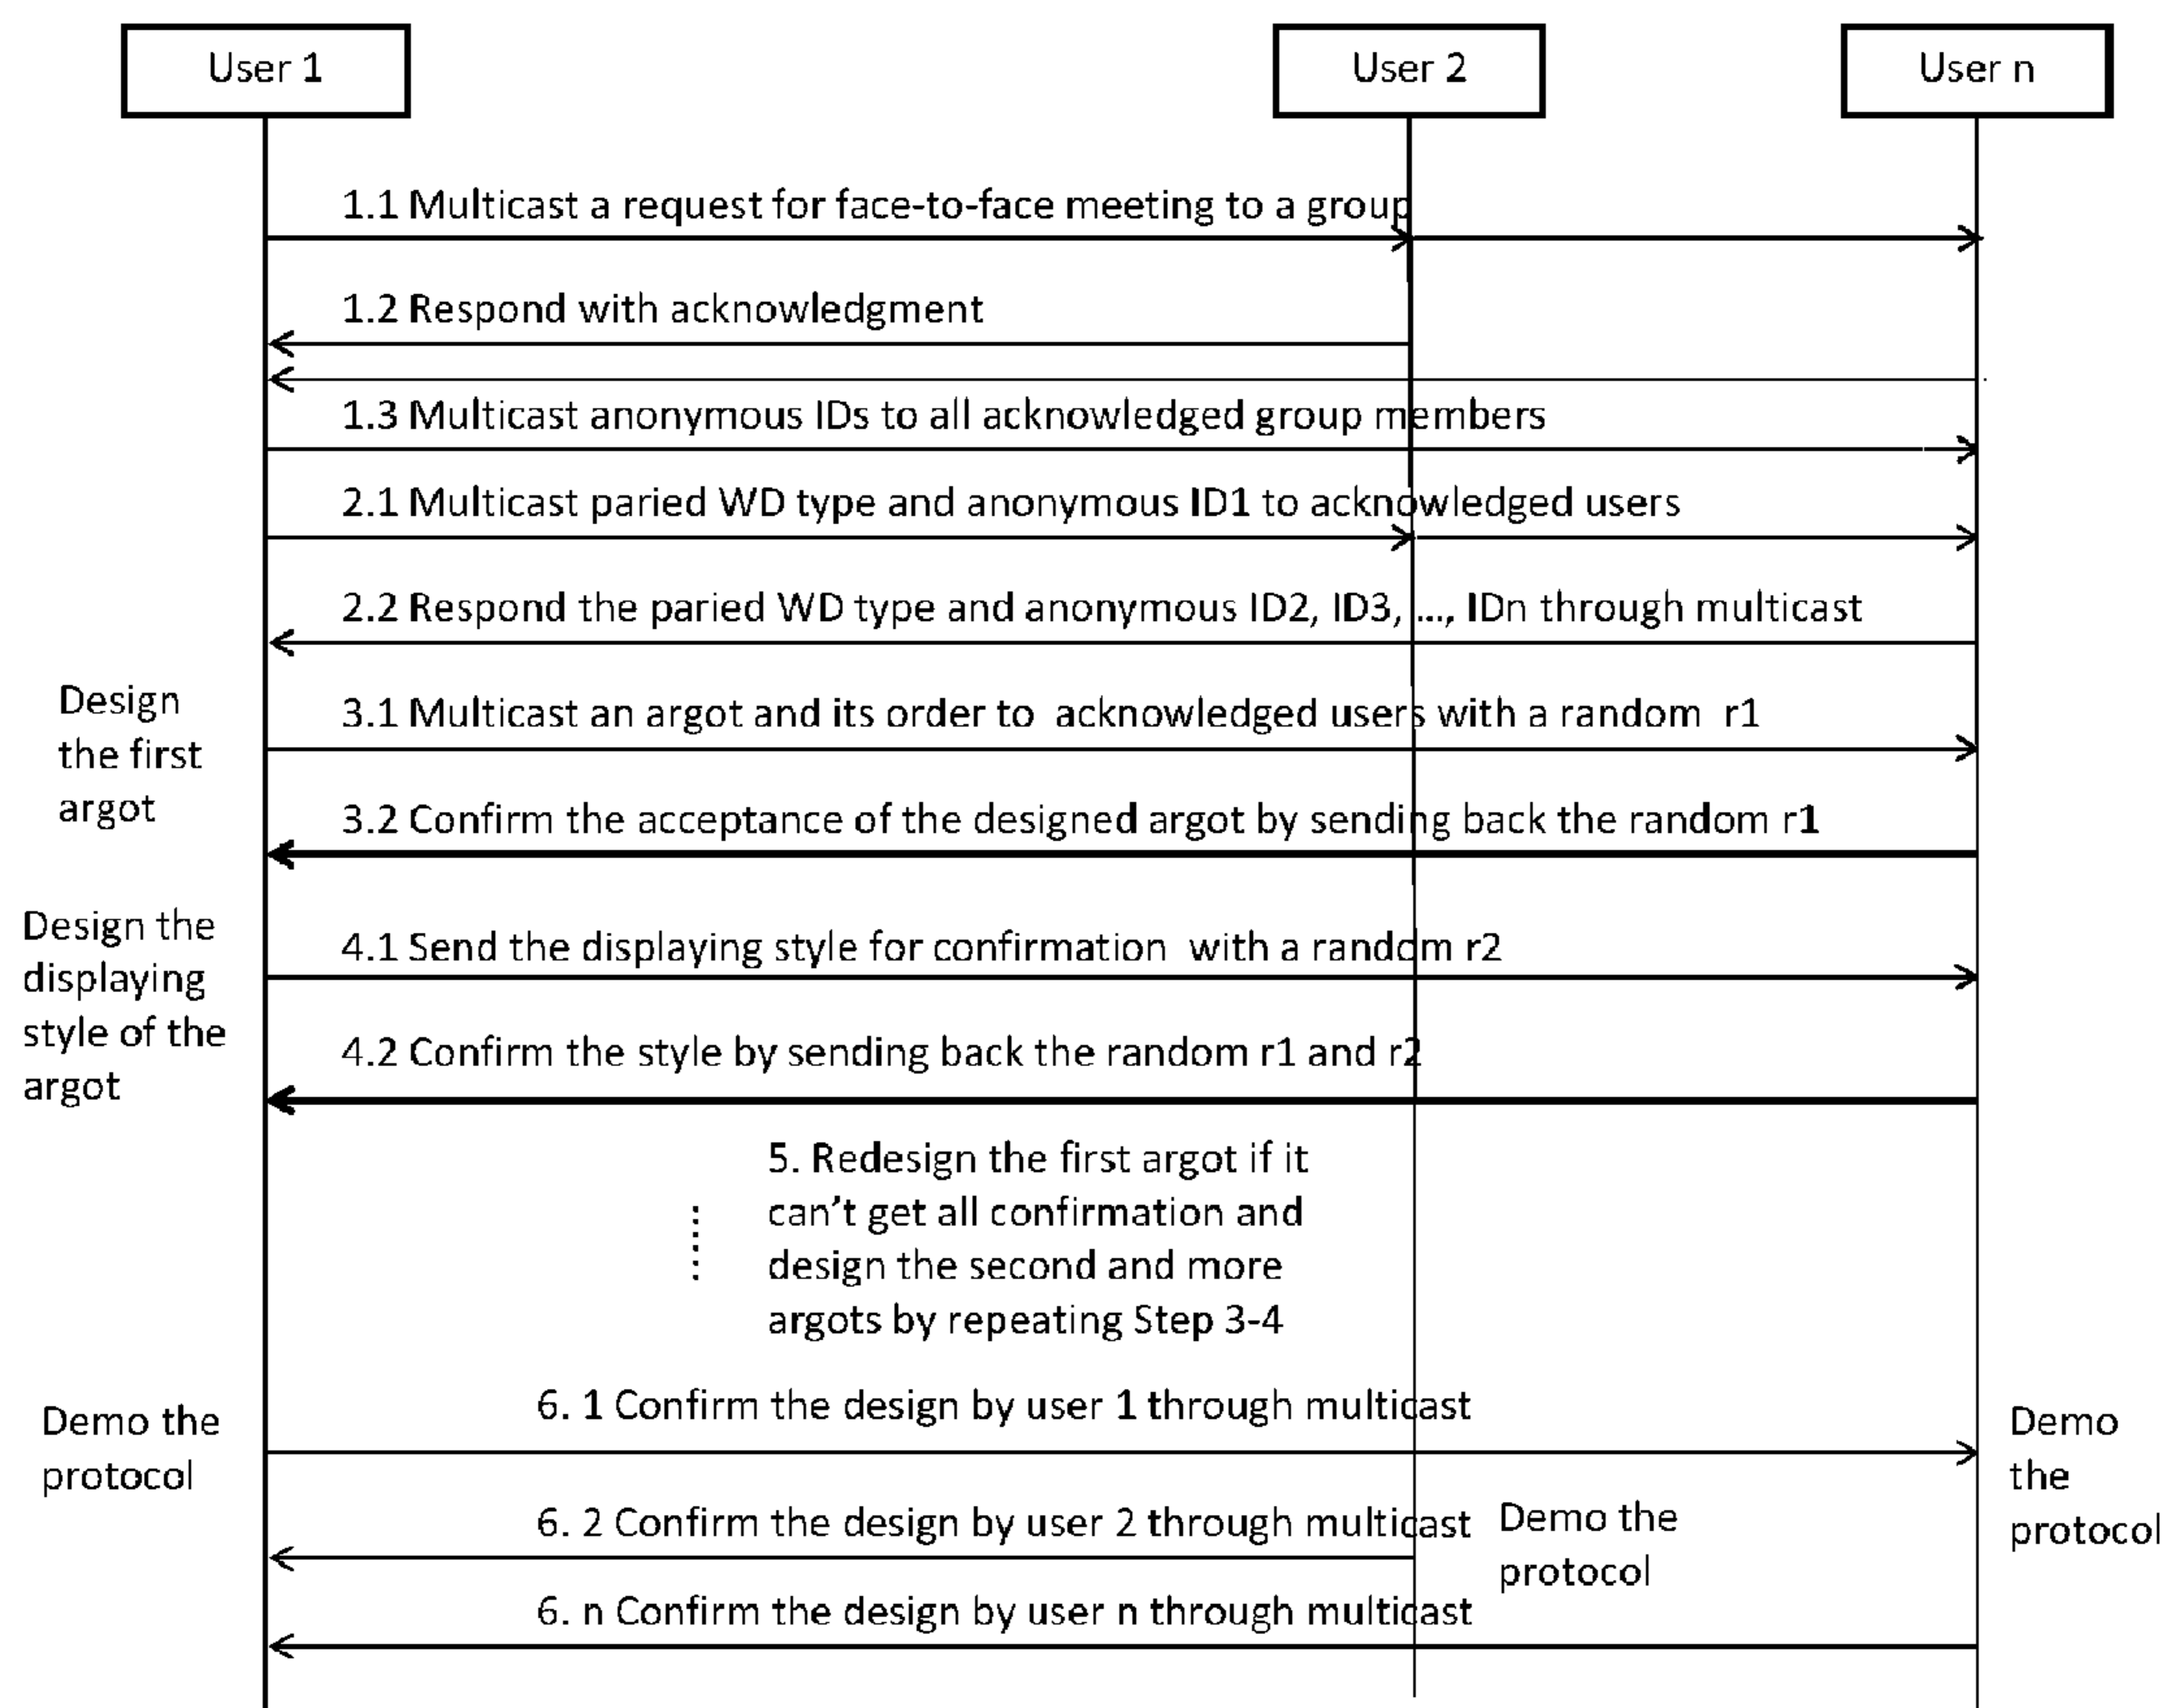 User 1
User 2
User n
1.1 Multicast a request for face-to-face meeting to a group
1.2 Respond with acknowledgment
1.3 Multicast anonymous IDs to all acknowledged group members
2.1 Multicast paried WD type and anonymous ID1 to acknowledged users
2.2 Respond the paried WD type and anonymous ID2, ID3, ..., IDn through multicast
Design
the first
argot
3.1 Multicast an argot and its order to acknowledged users with a random r1
3.2 Confirm the acceptance of the designed argot by sending back the random r1
Design the
displaying
style of the
argot
4.1 Send the displaying style for confirmation with a random r2
4.2 Confirm the style by sending back the random r1 and r2
5. Redesign the first argot if it
can't get all confirmation and
design the second and more
argots by repeating Step 3-4
Demo the
protocol
6. 1 Confirm the design by user 1 through multicast
Demo
the
protocol
6. 2 Confirm the design by user 2 through multicast
Demo the
protocol
6. n Confirm the design by user n through multicast